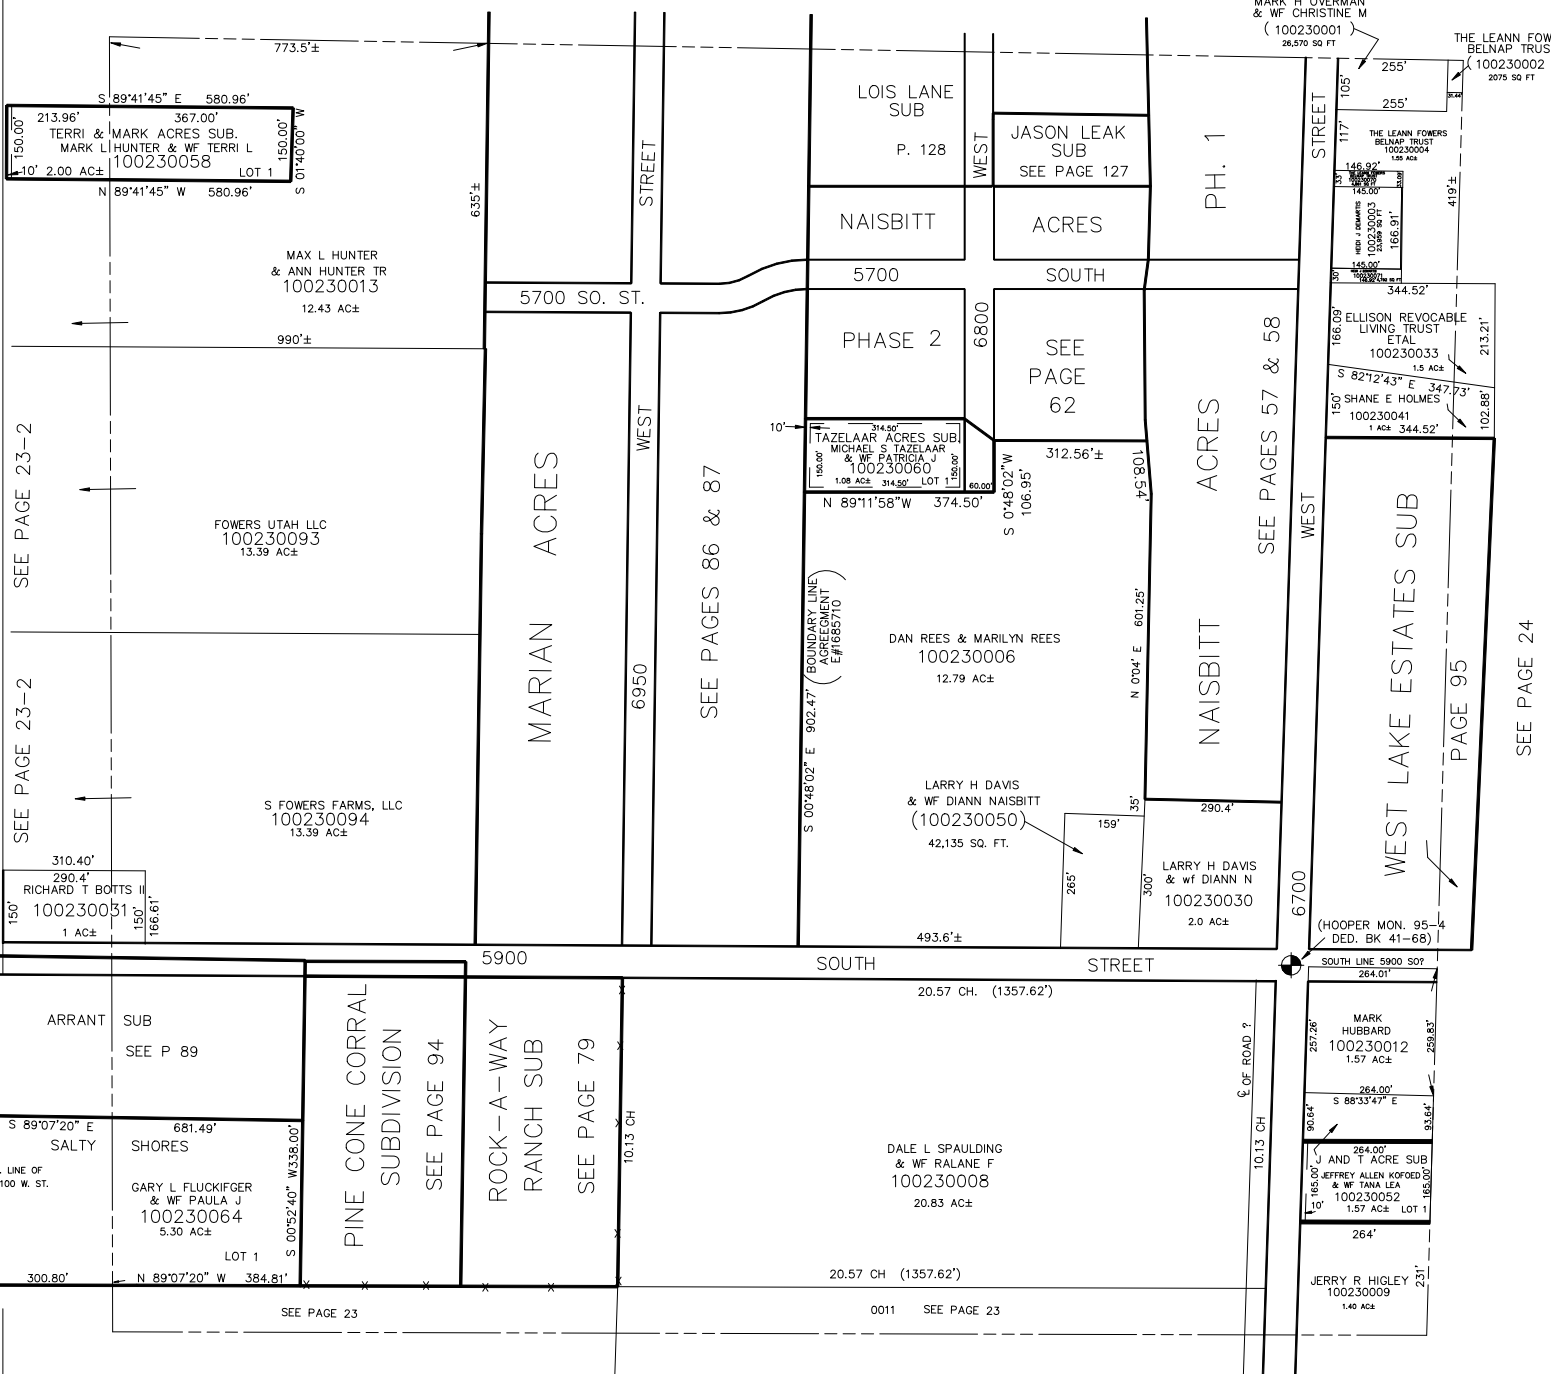 MARK H OVERMAN
& WF CHRISTINE M
( 100230001 )
26,570 SQ FT
THE LEANN FOW
BELNAP TRUS
( 100230002
2075 SQ FT
773.5'±
255'
105'
31.44'
255'
117'
THE LEANN FOWERS
BELNAP TRUST
100230004
1.55 AC±
S 89°41'45" E 580.96'
213.96' 367.00'
TERRI & MARK ACRES SUB.
MARK L HUNTER & WF TERRI L
100230058
10' 2.00 AC± LOT 1
150.00'
150.00'
S 01°40'00" W
N 89°41'45" W 580.96'
635'±
MAX L HUNTER
& ANN HUNTER TR
100230013
12.43 AC±
990'±
STREET
5700 SO. ST.
LOIS LANE
SUB
P. 128
WEST
JASON LEAK
SUB
SEE PAGE 127
NAISBITT
ACRES
PH. 1
STREET
5700
SOUTH
PHASE 2
6800
SEE
PAGE
62
146.92'
33'
33.09'
100230070
145.00'
HEIDI J DEMARTIS
100230003
23,959 SQ FT
166.91'
419'±
145.00'
30'
100230071
344.52'
166.09'
ELLISON REVOCABLE
LIVING TRUST
ETAL
100230033
1.5 AC±
213.21'
S 82°12'43" E 347.73'
150'
SHANE E HOLMES
100230041
1 AC± 344.52'
102.88'
10'
314.50'
TAZELAAR ACRES SUB.
MICHAEL S TAZELAAR
& WF PATRICIA J
100230060
1.08 AC± 314.50' LOT 1
150.00'
150.00'
60.00'
N 89°11'58"W 374.50'
S 0°48'02"W
106.95'
312.56'±
108.54'
SEE PAGE 23-2
FOWERS UTAH LLC
100230093
13.39 AC±
MARIAN ACRES
WEST
6950
SEE PAGES 86 & 87
BOUNDARY LINE
AGREEGMENT
E#1685710
S 00°48'02" E 902.47'
DAN REES & MARILYN REES
100230006
12.79 AC±
N 0°04' E 601.25'
NAISBITT ACRES
SEE PAGES 57 & 58
WEST
WEST LAKE ESTATES SUB
PAGE 95
SEE PAGE 24
SEE PAGE 23-2
S FOWERS FARMS, LLC
100230094
13.39 AC±
LARRY H DAVIS
& WF DIANN NAISBITT
(100230050)
42,135 SQ. FT.
35'
159'
265'
300'
290.4'
LARRY H DAVIS
& wf DIANN N
100230030
2.0 AC±
6700
310.40'
290.4'
RICHARD T BOTTS II
100230031
1 AC±
150'
150'
166.61'
493.6'±
5900
SOUTH
STREET
(HOOPER MON. 95-4
DED. BK 41-68)
SOUTH LINE 5900 SO?
264.01'
20.57 CH. (1357.62')
ARRANT SUB
SEE P 89
PINE CONE CORRAL
SUBDIVISION
SEE PAGE 94
ROCK-A-WAY
RANCH SUB
SEE PAGE 79
10.13 CH
℄ OF ROAD ?
10.13 CH
257.26'
MARK
HUBBARD
100230012
1.57 AC±
259.83'
264.00'
S 88°33'47" E
90.64'
93.64'
264.00'
J AND T ACRE SUB
JEFFREY ALLEN KOFOED
& WF TANA LEA
100230052
1.57 AC± LOT 1
165.00'
165.00'
10'
264'
S 89°07'20" E
681.49'
SALTY SHORES
LINE OF
100 W. ST.
GARY L FLUCKIFGER
& WF PAULA J
100230064
5.30 AC±
LOT 1
S 00°52'40" W338.00'
300.80'
N 89°07'20" W 384.81'
DALE L SPAULDING
& WF RALANE F
100230008
20.83 AC±
20.57 CH (1357.62')
JERRY R HIGLEY
100230009
1.40 AC±
231'
SEE PAGE 23
0011 SEE PAGE 23